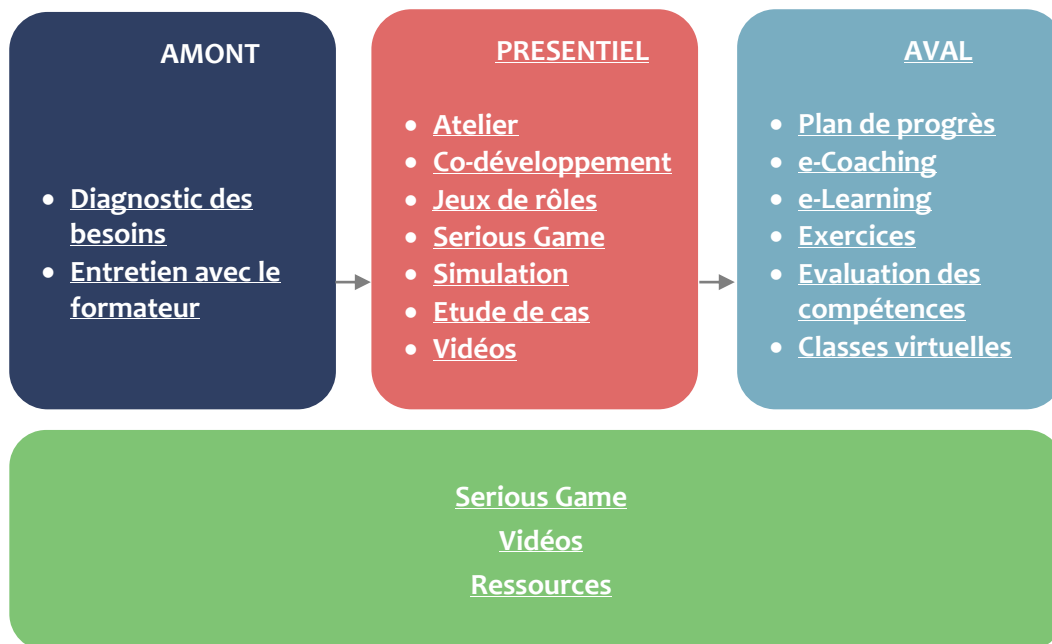 AMONT
• Diagnostic des
besoins
• Entretien avec le
formateur
PRESENTIEL
• Atelier
• Co-développement
• Jeux de rôles
• Serious Game
• Simulation
• Etude de cas
• Vidéos
AVAL
• Plan de progrès
• e-Coaching
• e-Learning
• Exercices
• Evaluation des
compétences
• Classes virtuelles
Serious Game
Vidéos
Ressources